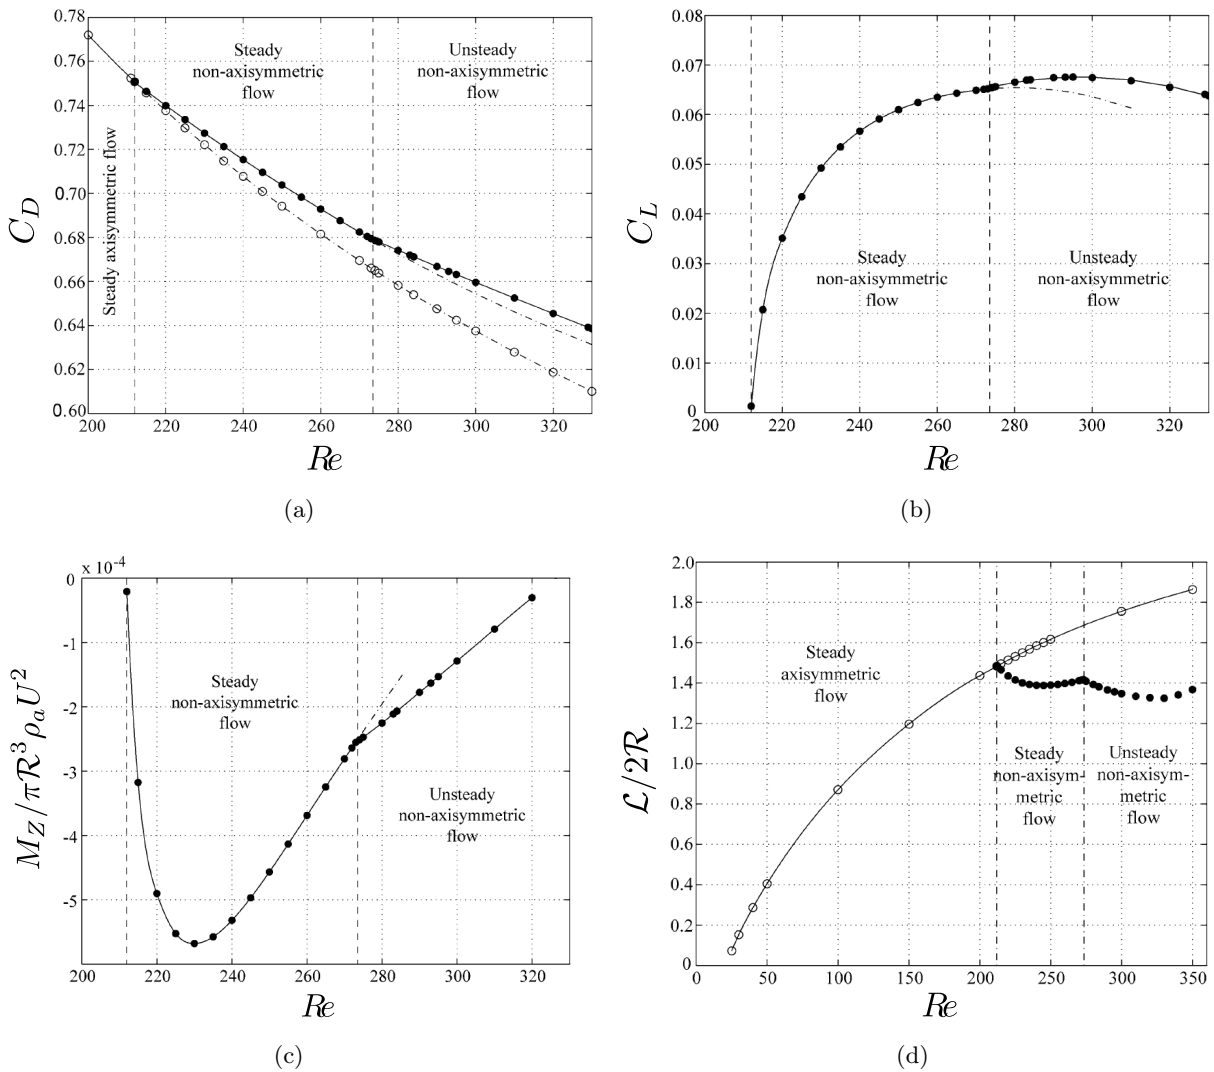 0.78
0.76
0.74
0.72
0.70
0.68
0.66
0.64
0.62
0.60
C_D
Steady axisymmetric flow
Steady
non-axisymmetric
flow
Unsteady
non-axisymmetric
flow
200 220 240 260 280 300 320
Re
(a)
0.08
0.07
0.06
0.05
0.04
0.03
0.02
0.01
0
C_L
Steady
non-axisymmetric
flow
Unsteady
non-axisymmetric
flow
200 220 240 260 280 300 320
Re
(b)
x 10^-4
0
-1
-3
-4
-5
M_Z/πR^3ρ_aU^2
Steady
non-axisymmetric
flow
Unsteady
non-axisymmetric
flow
200 220 240 260 280 300 320
Re
(c)
2.0
1.8
1.6
1.4
1.2
1.0
0.8
0.6
0.4
0.2
0
ℒ/2ℛ
Steady
axisymmetric
flow
Steady
non-axisym-
metric
flow
Unsteady
non-axisym-
metric
flow
0 50 100 150 200 250 300 350
Re
(d)